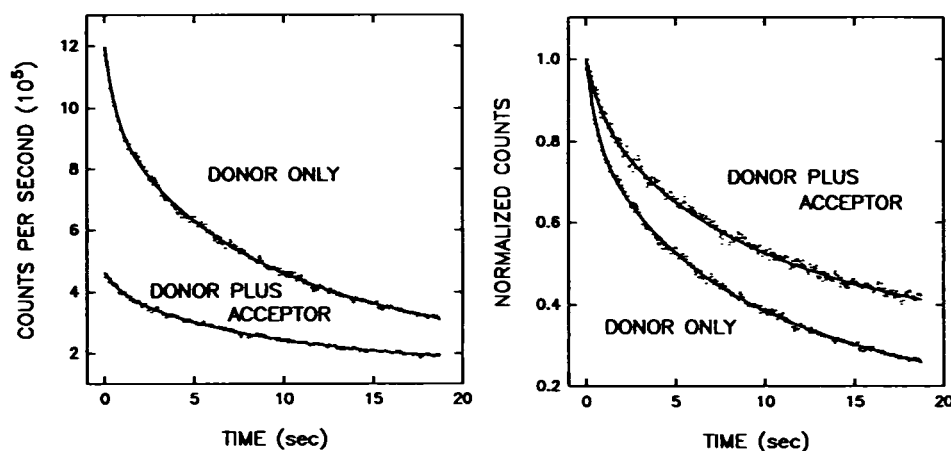 COUNTS PER SECOND (10⁵)
12
10
8
6
4
2
DONOR ONLY
DONOR PLUS
ACCEPTOR
0
5
10
15
20
TIME (sec)
NORMALIZED COUNTS
1.0
0.8
0.6
0.4
0.2
DONOR PLUS
ACCEPTOR
DONOR ONLY
0
5
10
15
20
TIME (sec)